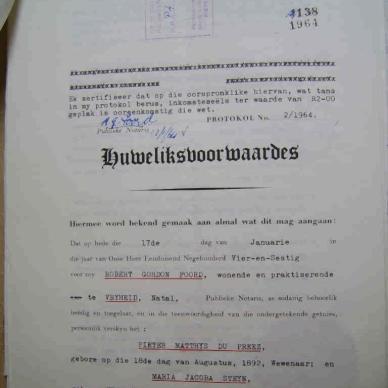 1138
1964
Ek sertifiseer dat op die oorspronklike hiervan, wat tans
in my protokol berus, inkomsteseëls ter waarde van R2-00
geplak is ooreenkomstig die wet.
Publieke Notaris
PROTOKOL No. 2/1964.
Huweliksvoorwaardes
Hiermee word bekend gemaak aan almal wat dit mag aangaan:
Dat op hede die 17de dag van Januarie in
die jaar van Onse Heer Eenduisend Negehonderd Vier-en-Sestig
voor my ROBERT GORDON FOORD, wonende en praktiserende
te VRYHEID, Natal, Publieke Notaris, as sodanig behoorlik
beëdig en toegelaat, en in die teenwoordigheid van die ondergetekende getuies,
persoonlik verskyn het :
PIETER MATTHYS DU PREEZ,
gebore op die 18de dag van Augustus, 1892, Wewenaar; en
MARIA JACOBA STEYN,